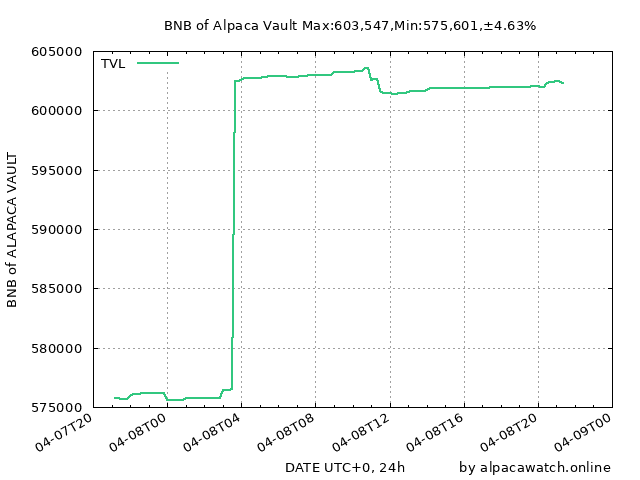 BNB of Alpaca Vault Max:603,547,Min:575,601,±4.63%
TVL
605000
600000
595000
590000
585000
580000
575000
BNB of ALAPACA VAULT
04-07T20
04-08T00
04-08T04
04-08T08
04-08T12
04-08T16
04-08T20
04-09T00
DATE UTC+0, 24h
by alpacawatch.online